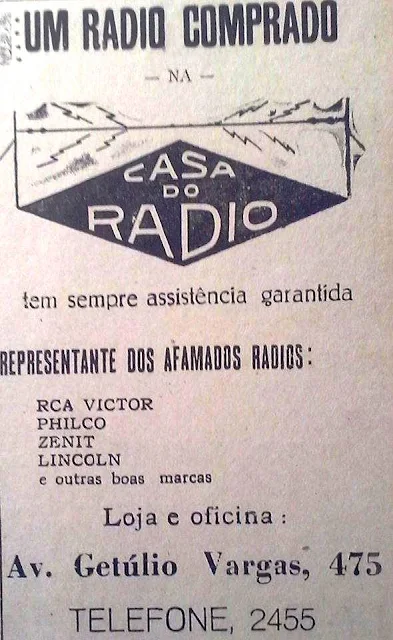 UM RADIO COMPRADO
— NA —
CASA
DO
RADIO
tem sempre assistência garantida
REPRESENTANTE DOS AFAMADOS RADIOS:
RCA VICTOR
PHILCO
ZENIT
LINCOLN
e outras boas marcas
Loja e oficina :
Av. Getúlio Vargas, 475
TELEFONE, 2455